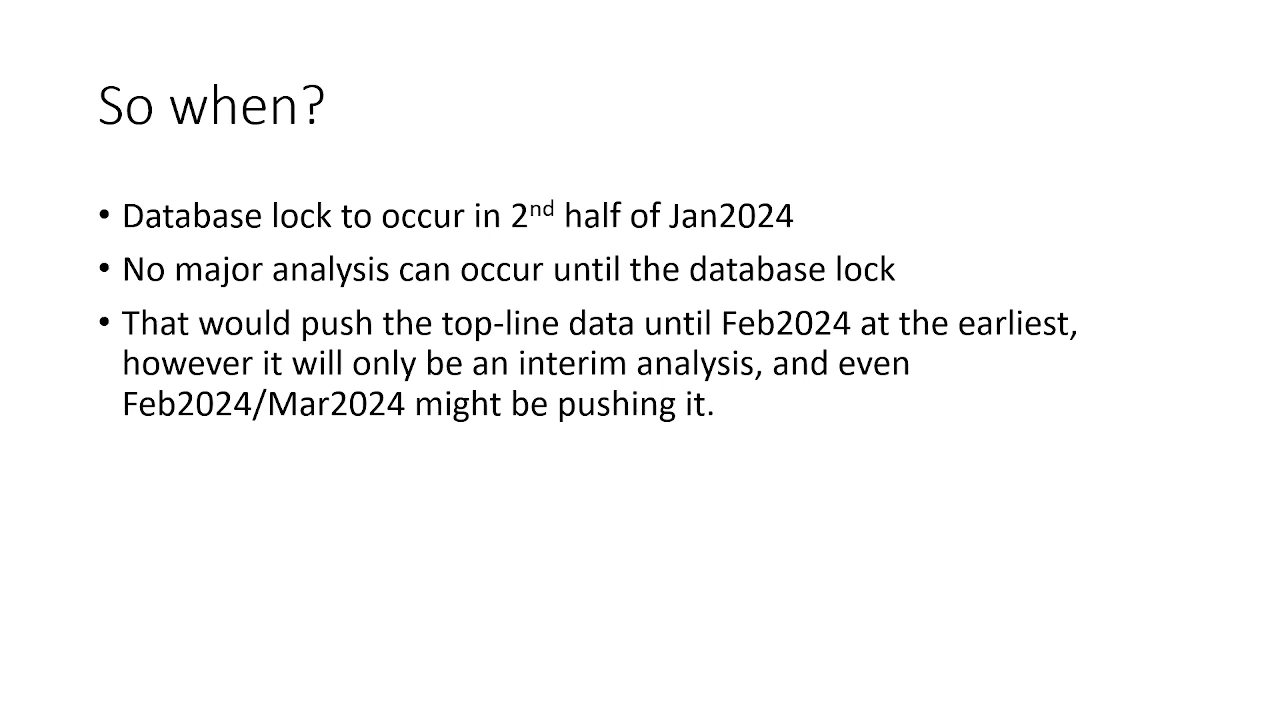 So when?
• Database lock to occur in 2nd half of Jan2024
• No major analysis can occur until the database lock
• That would push the top-line data until Feb2024 at the earliest,
however it will only be an interim analysis, and even
Feb2024/Mar2024 might be pushing it.